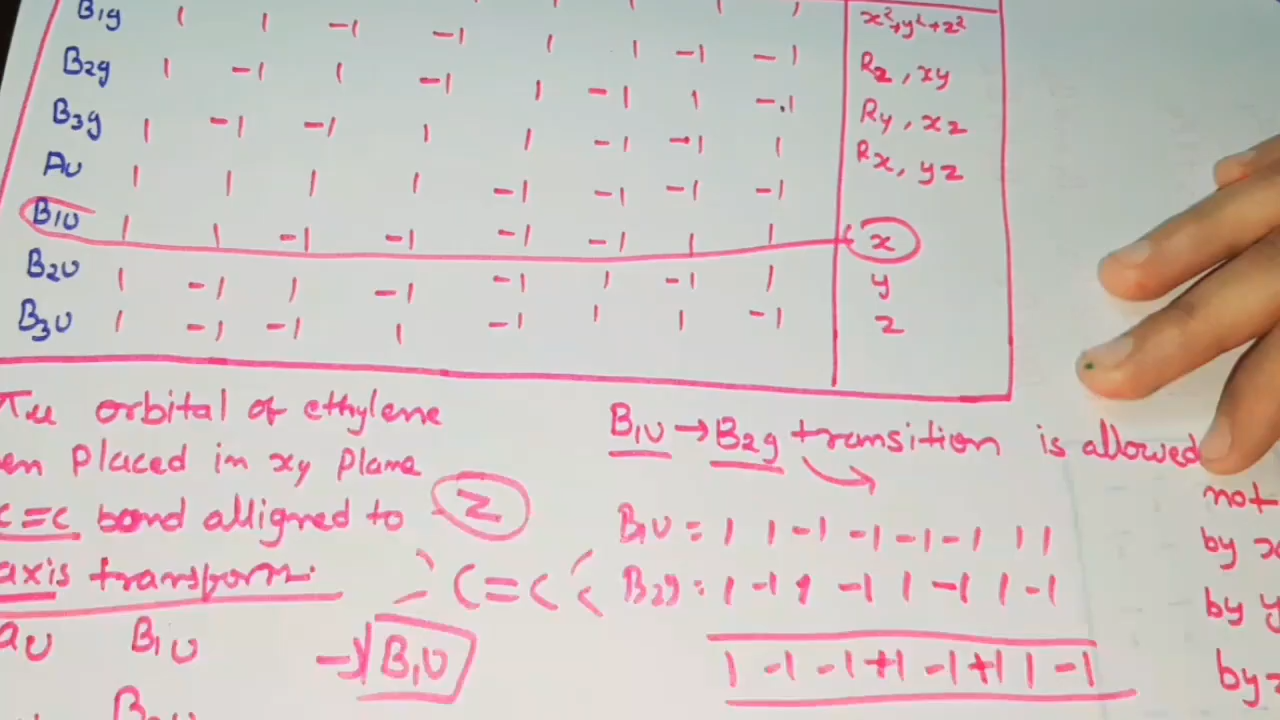 B1g 1 1 -1 -1 1 1 -1 -1 x²+y²+z²
B2g 1 -1 1 -1 1 -1 1 -1 Rz, xy
B3g 1 -1 -1 1 1 -1 -1 1 Ry, xz
Au 1 1 1 1 -1 -1 -1 -1 Rx, yz
B1u 1 1 -1 -1 -1 -1 1 1 x
B2u 1 -1 1 -1 -1 1 -1 1 y
B3u 1 -1 -1 1 -1 1 1 -1 z
orbital of ethylene
en placed in xy plane
C=C bond alligned to z
axis transform
C=C
au B1u
→ B1u
B1u → B2g transition is allowed
B1u = 1 1 -1 -1 -1 -1 1 1
B2g = 1 -1 1 -1 1 -1 1 -1
1 -1 -1 +1 -1 +1 1 -1
not
by x
by y
by z